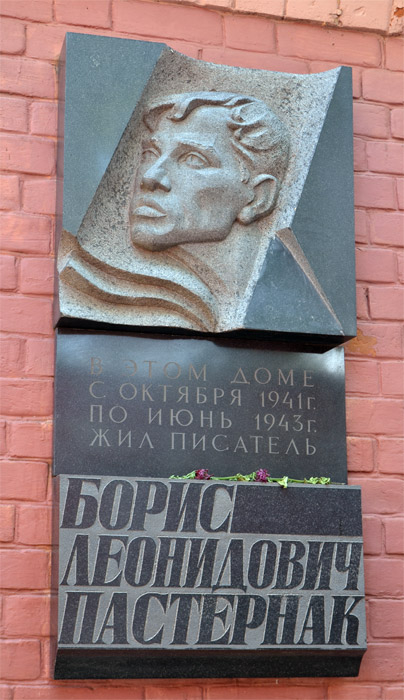 В ЭТОМ ДОМЕ
С ОКТЯБРЯ 1941г.
ПО ИЮНЬ 1943г.
ЖИЛ ПИСАТЕЛЬ
БОРИС
ЛЕОНИДОВИЧ
ПАСТЕРНАК